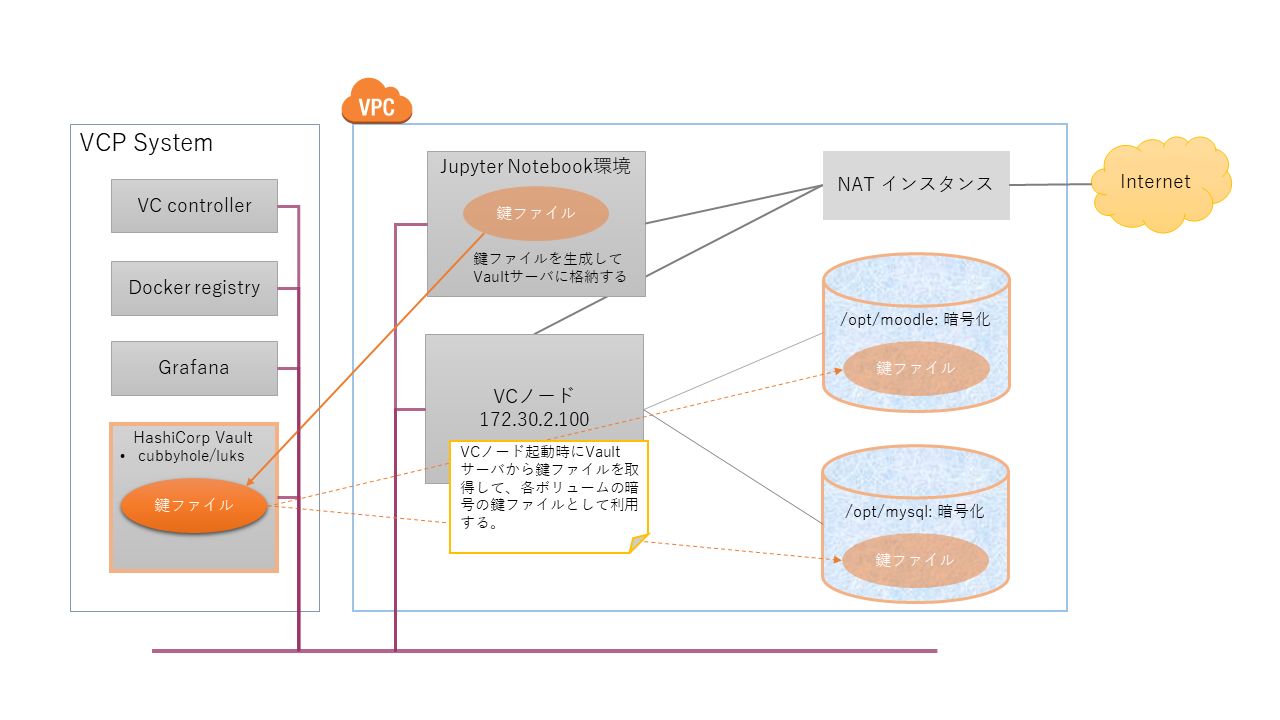 VPC
VCP System
VC controller
Docker registry
Grafana
HashiCorp Vault
• cubbyhole/luks
鍵ファイル
Jupyter Notebook環境
鍵ファイル
鍵ファイルを生成して
Vaultサーバに格納する
VCノード
172.30.2.100
VCノード起動時にVault
サーバから鍵ファイルを取
得して、各ボリュームの暗
号の鍵ファイルとして利用
する。
NAT インスタンス
Internet
/opt/moodle: 暗号化
鍵ファイル
/opt/mysql: 暗号化
鍵ファイル